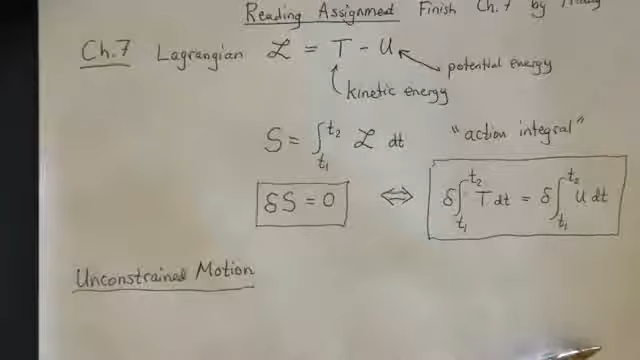 Reading Assignment Finish Ch. 7 by
Ch. 7 Lagrangian ℒ = T - U
potential energy
kinetic energy
S = ∫_{t₁}^{t₂} ℒ dt "action integral"
δS = 0 ⇔ δ∫_{t₁}^{t₂} T dt = δ∫_{t₁}^{t₂} U dt
Unconstrained Motion